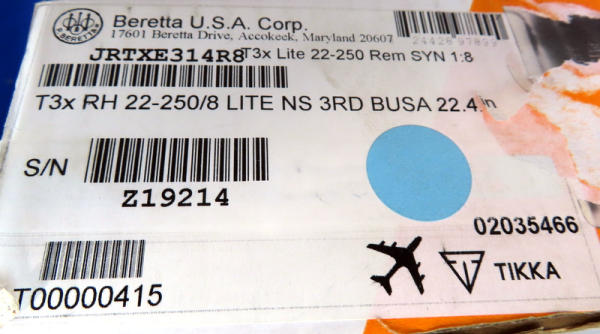 P. BERETTA
Beretta U.S.A. Corp.
17601 Beretta Drive, Accokeek, Maryland 20607
JRTXE314R8 T3x Lite 22-250 Rem SYN 1:8
T3x RH 22-250/8 LITE NS 3RD BUSA 22.4in
S/N
Z19214
02035466
TIKKA
T00000415